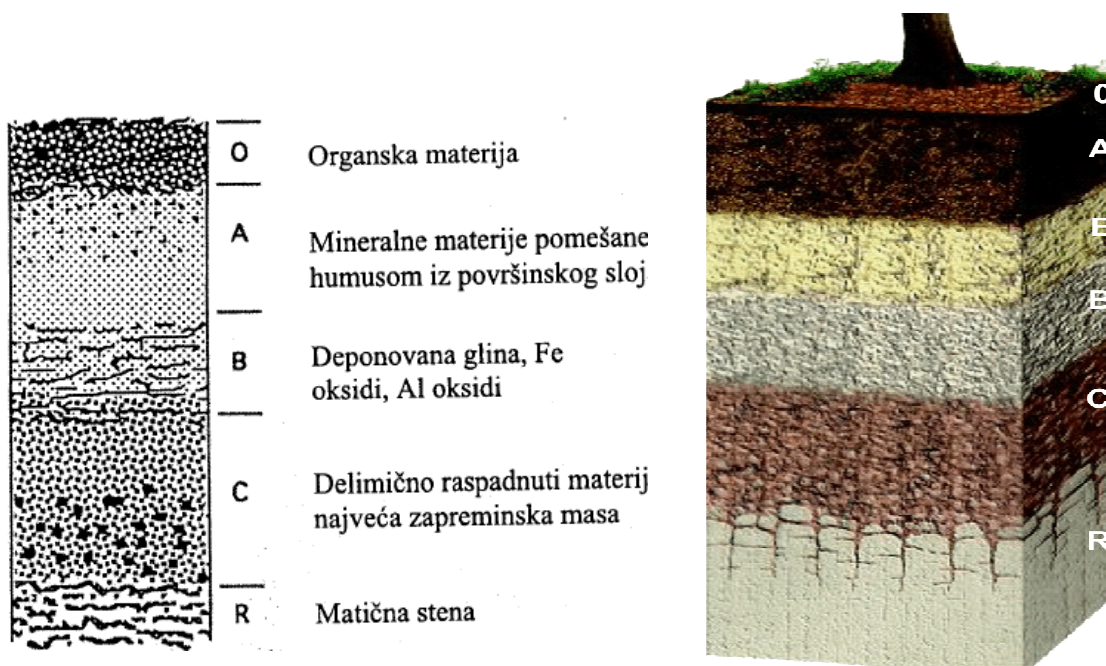 O
Organska materija
A
Mineralne materije pomešane
humusom iz površinskog sloj
B
Deponovana glina, Fe
oksidi, Al oksidi
C
Delimično raspadnuti materij
najveća zapreminska masa
R
Matična stena
O
A
E
B
C
R